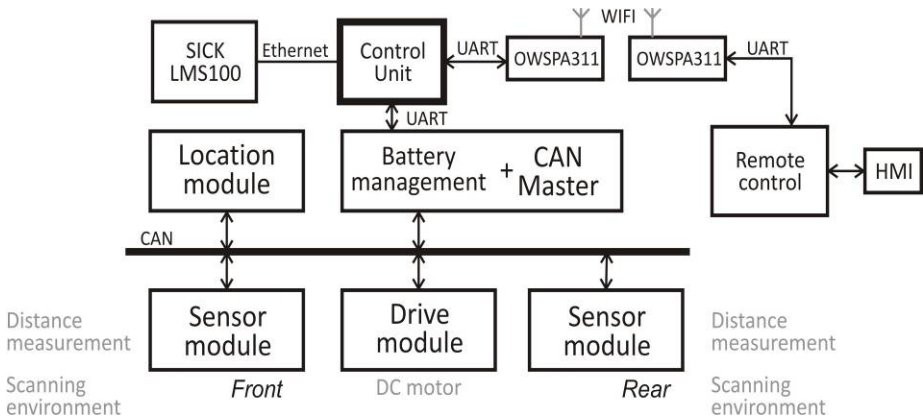 WIFI
SICK
LMS100
Ethernet
Control
Unit
UART
OWSPA311
OWSPA311
UART
UART
Location
module
Battery
management
+
CAN
Master
Remote
control
HMI
CAN
Distance
measurement
Sensor
module
Drive
module
Sensor
module
Distance
measurement
Scanning
environment
Front
DC motor
Rear
Scanning
environment